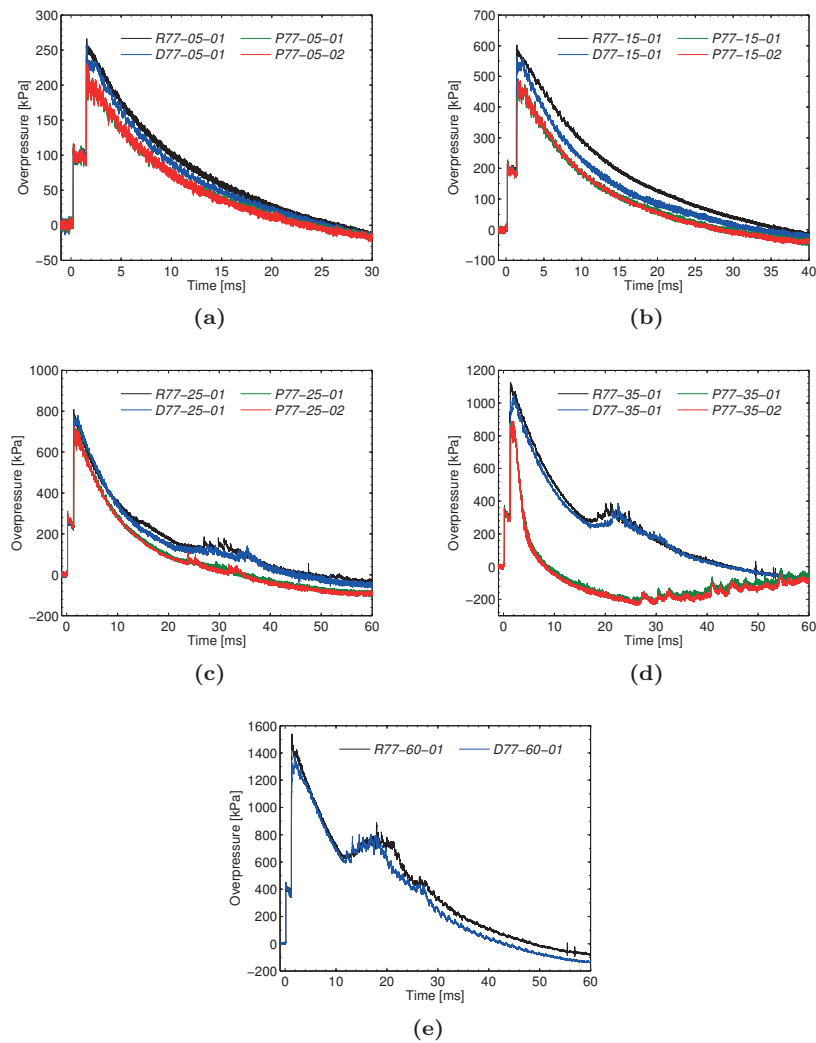 300
250
200
150
100
50
0
−50
0 5 10 15 20 25 30
Overpressure [kPa]
Time [ms]
R77−05−01 P77−05−01
D77−05−01 P77−05−02
(a)
700
600
500
400
300
200
100
0
−100
0 5 10 15 20 25 30 35 40
Overpressure [kPa]
Time [ms]
R77−15−01 P77−15−01
D77−15−01 P77−15−02
(b)
1000
800
600
400
200
0
−200
0 10 20 30 40 50 60
Overpressure [kPa]
Time [ms]
R77−25−01 P77−25−01
D77−25−01 P77−25−02
(c)
1200
1000
800
600
400
200
0
−200
0 10 20 30 40 50 60
Overpressure [kPa]
Time [ms]
R77−35−01 P77−35−01
D77−35−01 P77−35−02
(d)
1600
1400
1200
1000
800
600
400
200
0
−200
0 10 20 30 40 50 60
Overpressure [kPa]
Time [ms]
R77−60−01 D77−60−01
(e)